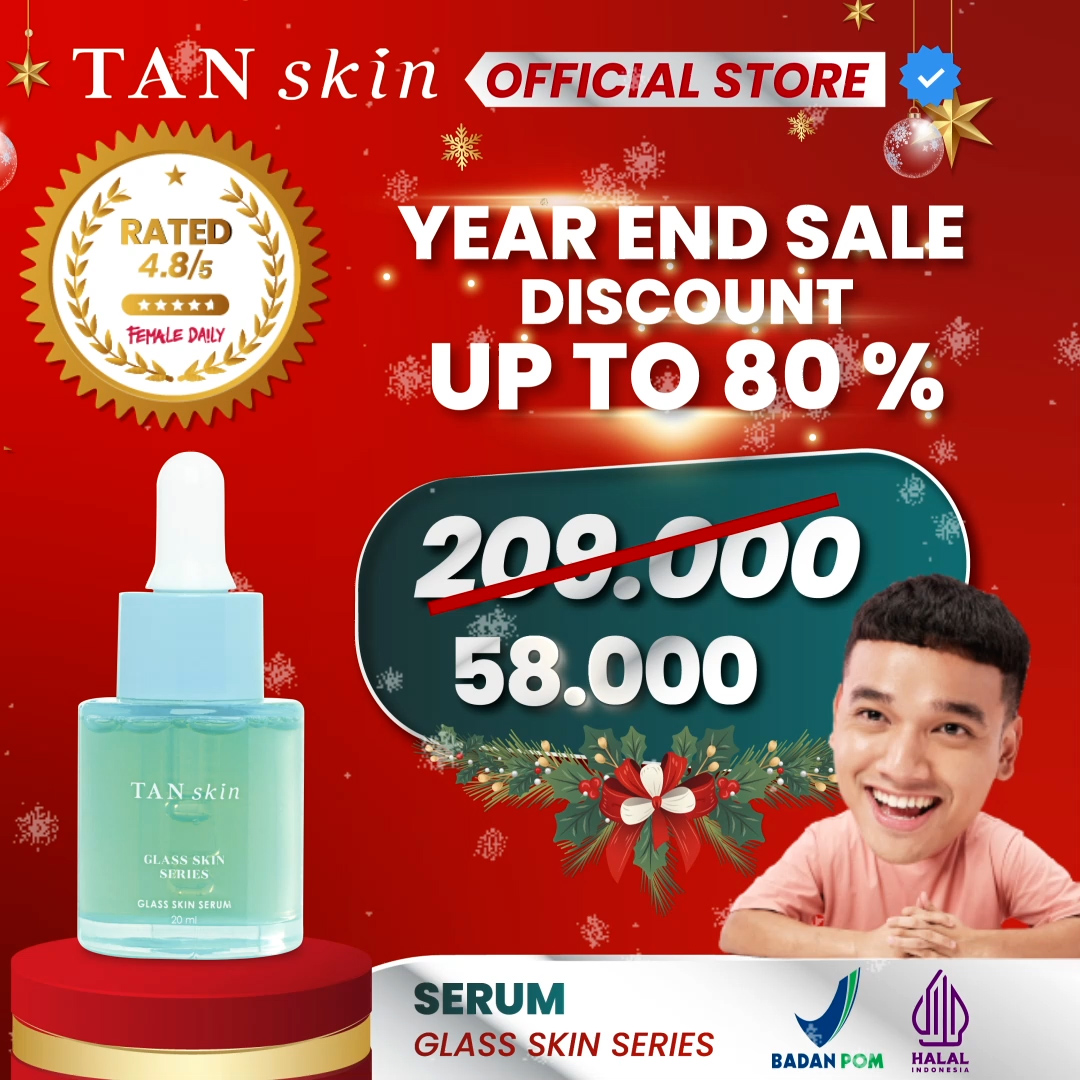 TAN skin
OFFICIAL STORE
RATED
4.8/5
FEMALE DAILY
YEAR END SALE
DISCOUNT
UP TO 80 %
209.000
58.000
TAN skin
GLASS SKIN
SERIES
GLASS SKIN SERUM
20 ml
SERUM
GLASS SKIN SERIES
BADAN POM
HALAL
INDONESIA